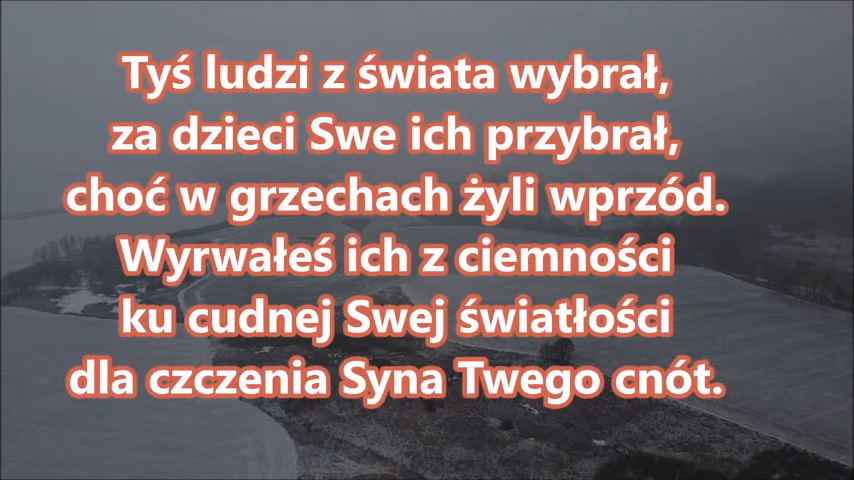 Tyś ludzi z świata wybrał,
za dzieci Swe ich przybrał,
choć w grzechach żyli wprzód.
Wyrwałeś ich z ciemności
ku cudnej Swej światłości
dla czczenia Syna Twego cnót.